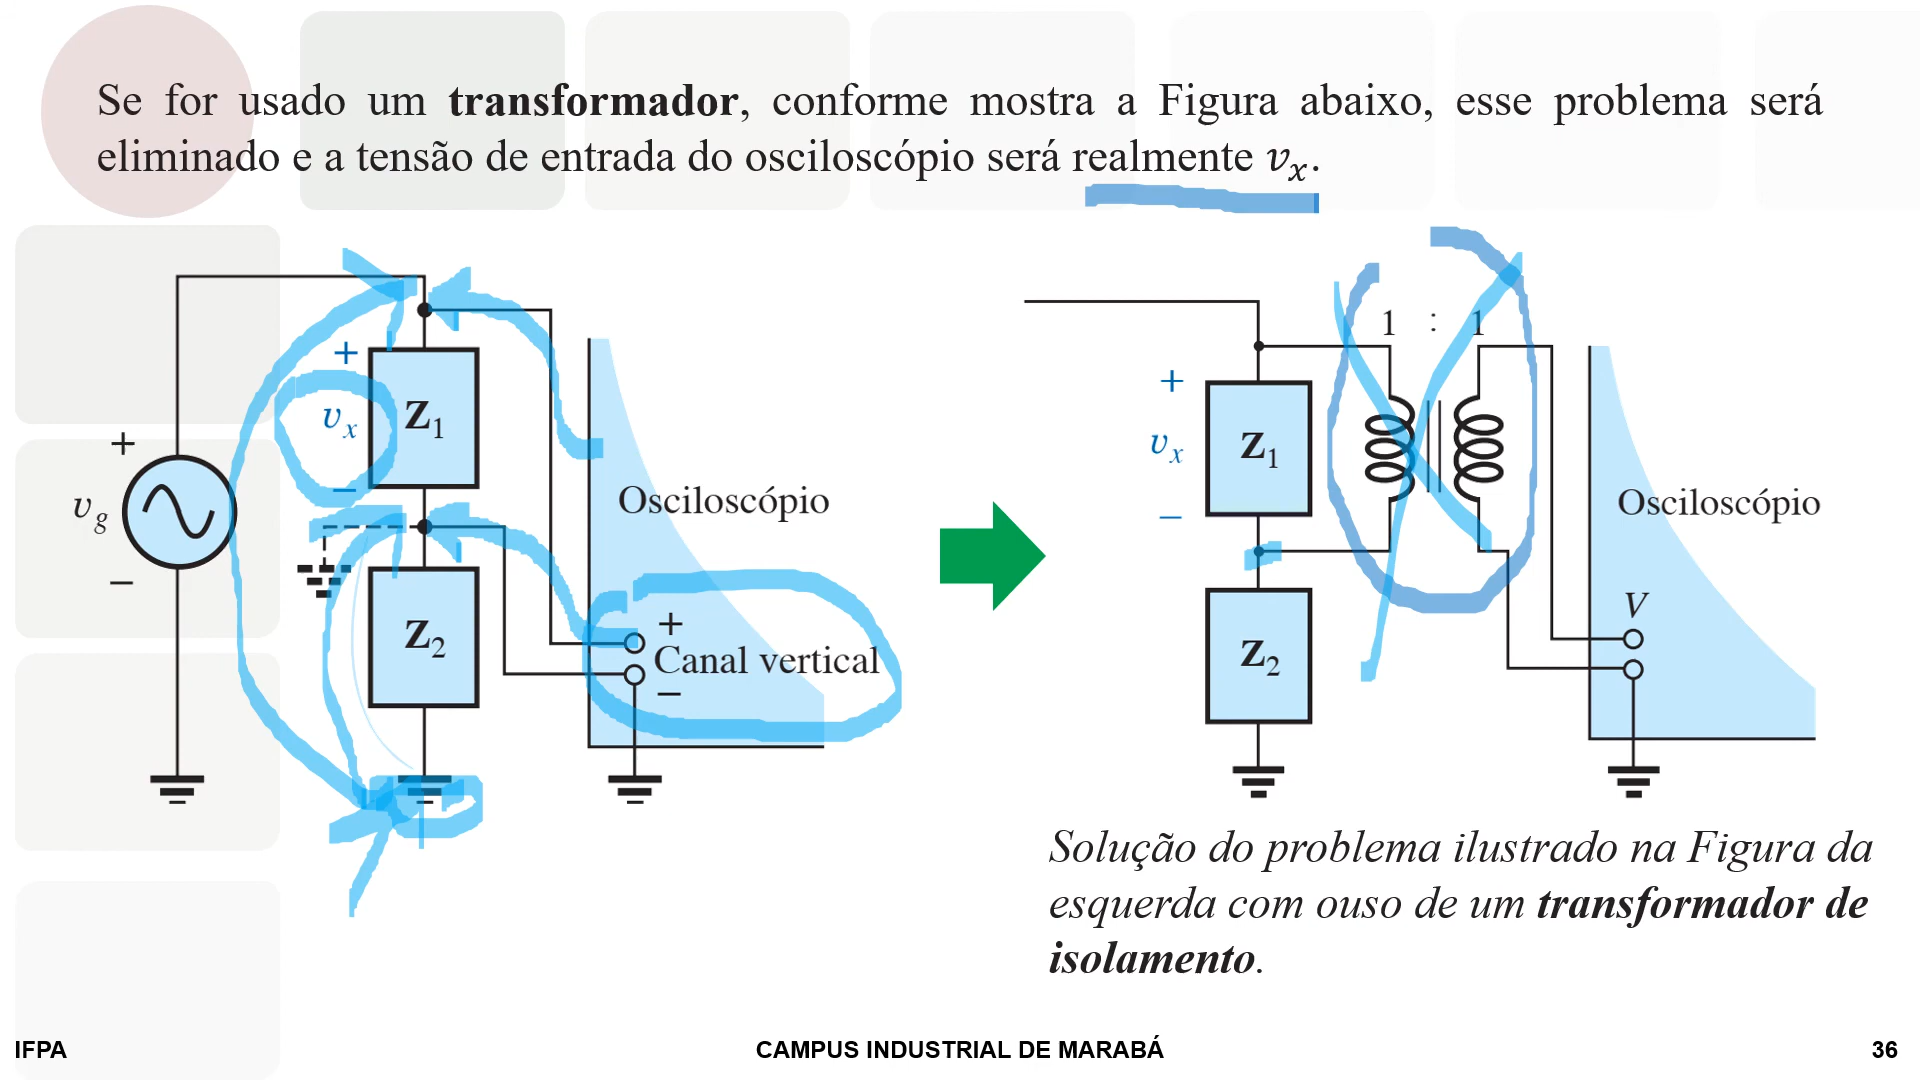 Se for usado um transformador, conforme mostra a Figura abaixo, esse problema será
eliminado e a tensão de entrada do osciloscópio será realmente vₓ.
+
vₓ
−
Z₁
+
v_g
−
Z₂
Osciloscópio
+
Canal vertical
−
1 : 1
+
vₓ
−
Z₁
Z₂
Osciloscópio
V
Solução do problema ilustrado na Figura da
esquerda com ouso de um transformador de
isolamento.
IFPA
CAMPUS INDUSTRIAL DE MARABÁ
36